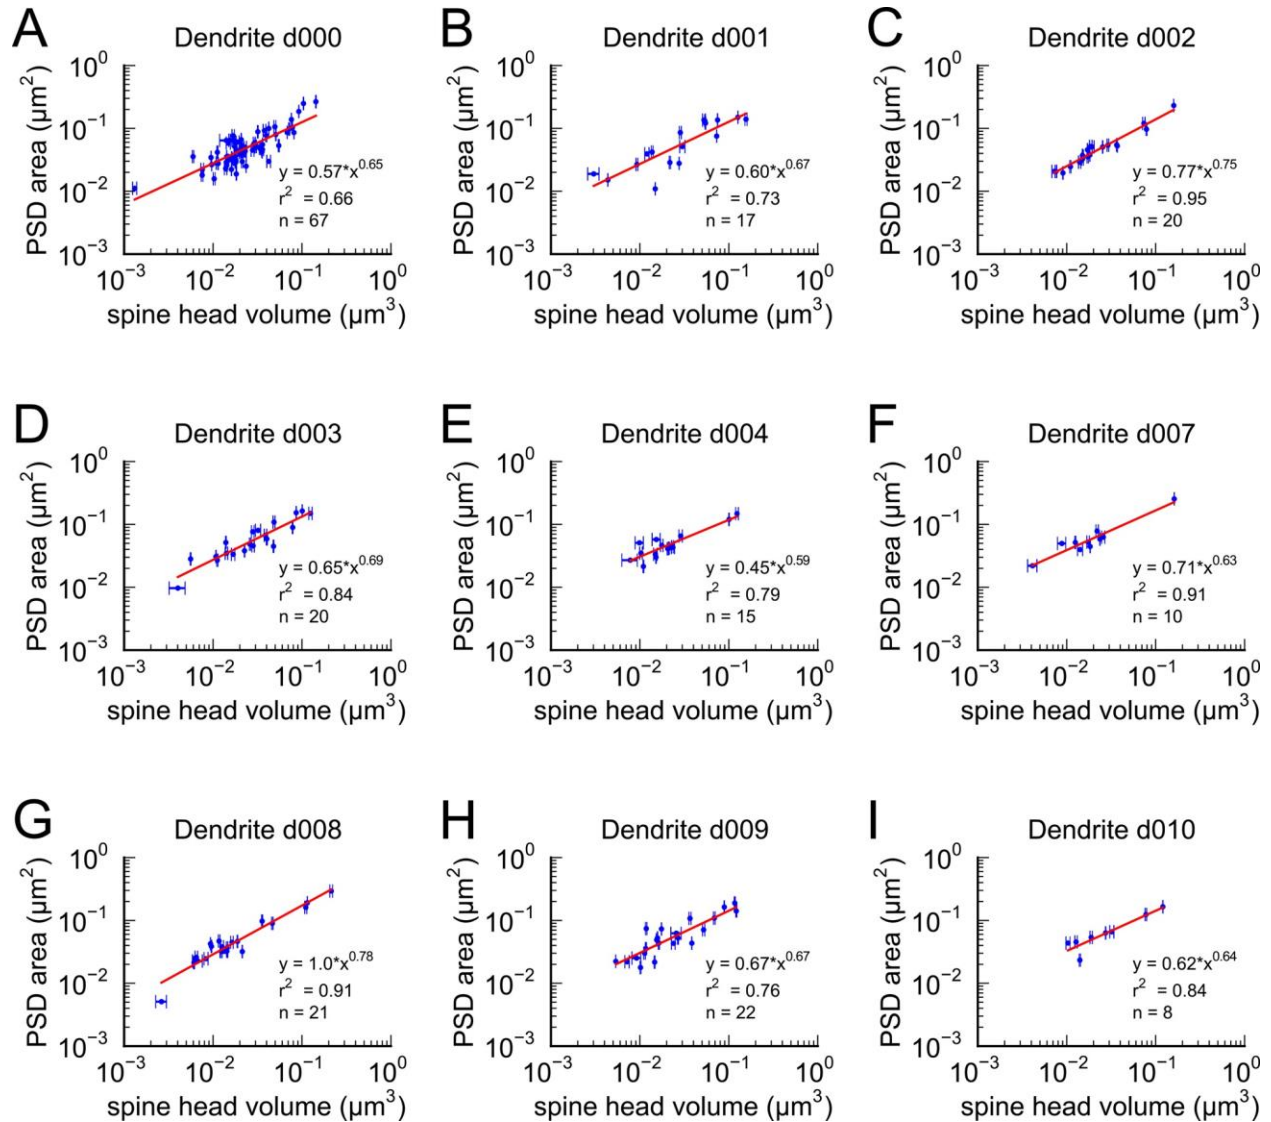 A
Dendrite d000
PSD area (µm²)
10⁰
10⁻¹
10⁻²
10⁻³
y = 0.57*x^0.65
r² = 0.66
n = 67
10⁻³ 10⁻² 10⁻¹ 10⁰
spine head volume (µm³)
B
Dendrite d001
PSD area (µm²)
10⁰
10⁻¹
10⁻²
10⁻³
y = 0.60*x^0.67
r² = 0.73
n = 17
10⁻³ 10⁻² 10⁻¹ 10⁰
spine head volume (µm³)
C
Dendrite d002
PSD area (µm²)
10⁰
10⁻¹
10⁻²
10⁻³
y = 0.77*x^0.75
r² = 0.95
n = 20
10⁻³ 10⁻² 10⁻¹ 10⁰
spine head volume (µm³)
D
Dendrite d003
PSD area (µm²)
10⁰
10⁻¹
10⁻²
10⁻³
y = 0.65*x^0.69
r² = 0.84
n = 20
10⁻³ 10⁻² 10⁻¹ 10⁰
spine head volume (µm³)
E
Dendrite d004
PSD area (µm²)
10⁰
10⁻¹
10⁻²
10⁻³
y = 0.45*x^0.59
r² = 0.79
n = 15
10⁻³ 10⁻² 10⁻¹ 10⁰
spine head volume (µm³)
F
Dendrite d007
PSD area (µm²)
10⁰
10⁻¹
10⁻²
10⁻³
y = 0.71*x^0.63
r² = 0.91
n = 10
10⁻³ 10⁻² 10⁻¹ 10⁰
spine head volume (µm³)
G
Dendrite d008
PSD area (µm²)
10⁰
10⁻¹
10⁻²
10⁻³
y = 1.0*x^0.78
r² = 0.91
n = 21
10⁻³ 10⁻² 10⁻¹ 10⁰
spine head volume (µm³)
H
Dendrite d009
PSD area (µm²)
10⁰
10⁻¹
10⁻²
10⁻³
y = 0.67*x^0.67
r² = 0.76
n = 22
10⁻³ 10⁻² 10⁻¹ 10⁰
spine head volume (µm³)
I
Dendrite d010
PSD area (µm²)
10⁰
10⁻¹
10⁻²
10⁻³
y = 0.62*x^0.64
r² = 0.84
n = 8
10⁻³ 10⁻² 10⁻¹ 10⁰
spine head volume (µm³)